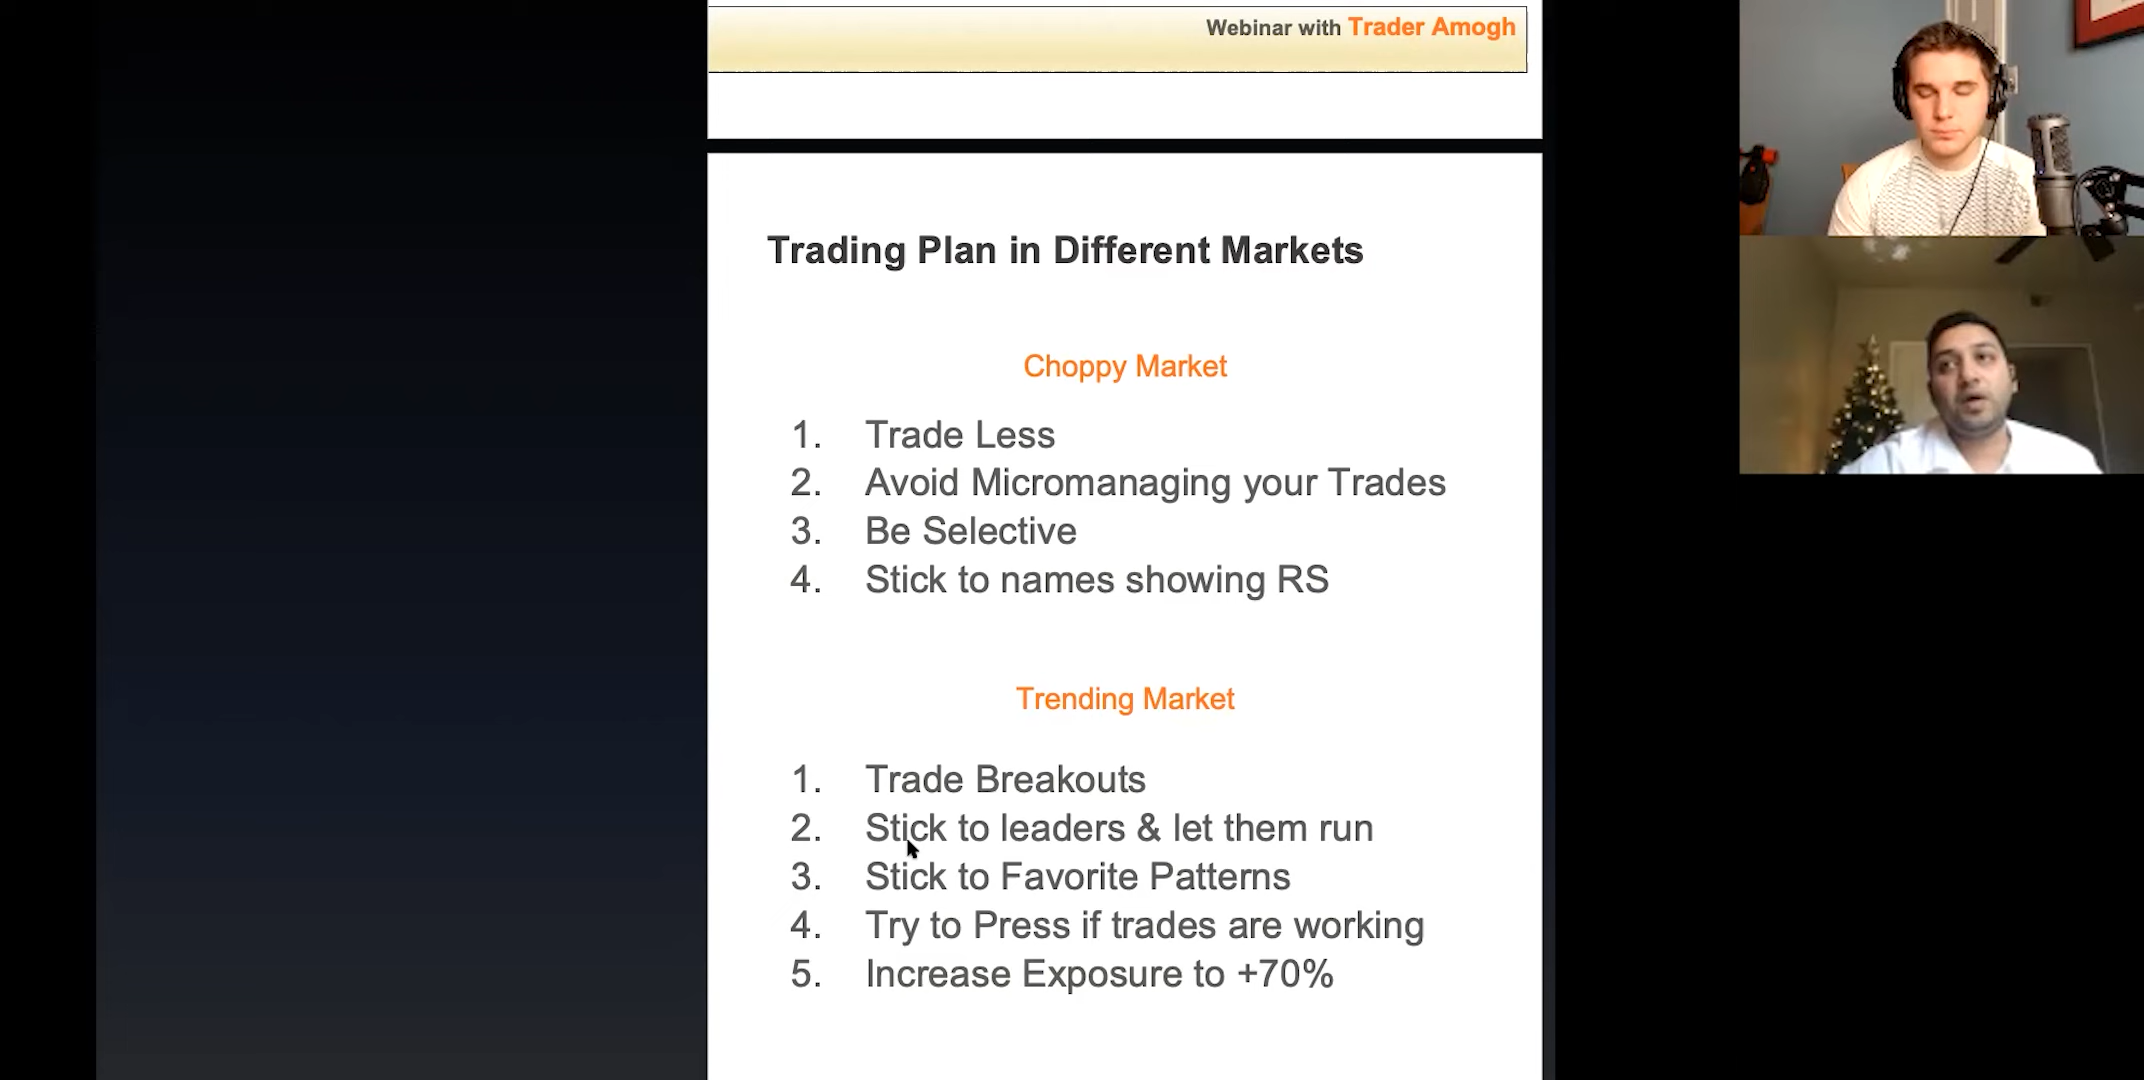 Webinar with Trader Amogh
Trading Plan in Different Markets
Choppy Market
1. Trade Less
2. Avoid Micromanaging your Trades
3. Be Selective
4. Stick to names showing RS
Trending Market
1. Trade Breakouts
2. Stick to leaders & let them run
3. Stick to Favorite Patterns
4. Try to Press if trades are working
5. Increase Exposure to +70%